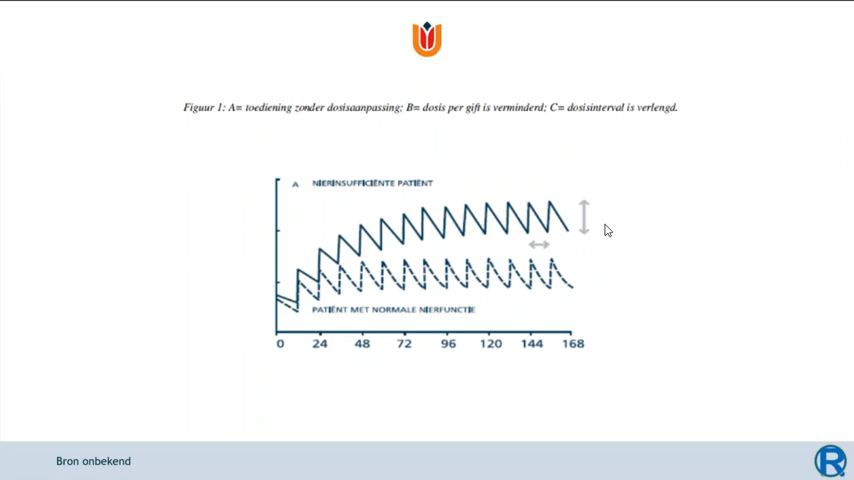 Figuur 1: A= toediening zonder dosisaanpassing; B= dosis per gift is verminderd; C= dosisinterval is verlengd.
A NIERINSUFFICIËNTE PATIËNT
PATIËNT MET NORMALE NIERFUNCTIE
0 24 48 72 96 120 144 168
Bron onbekend
R